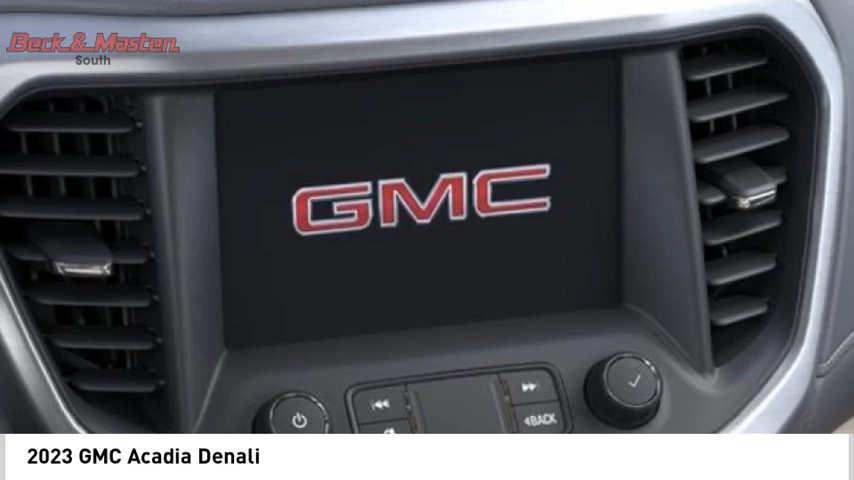 Beck & Masten
South
GMC
BACK
2023 GMC Acadia Denali